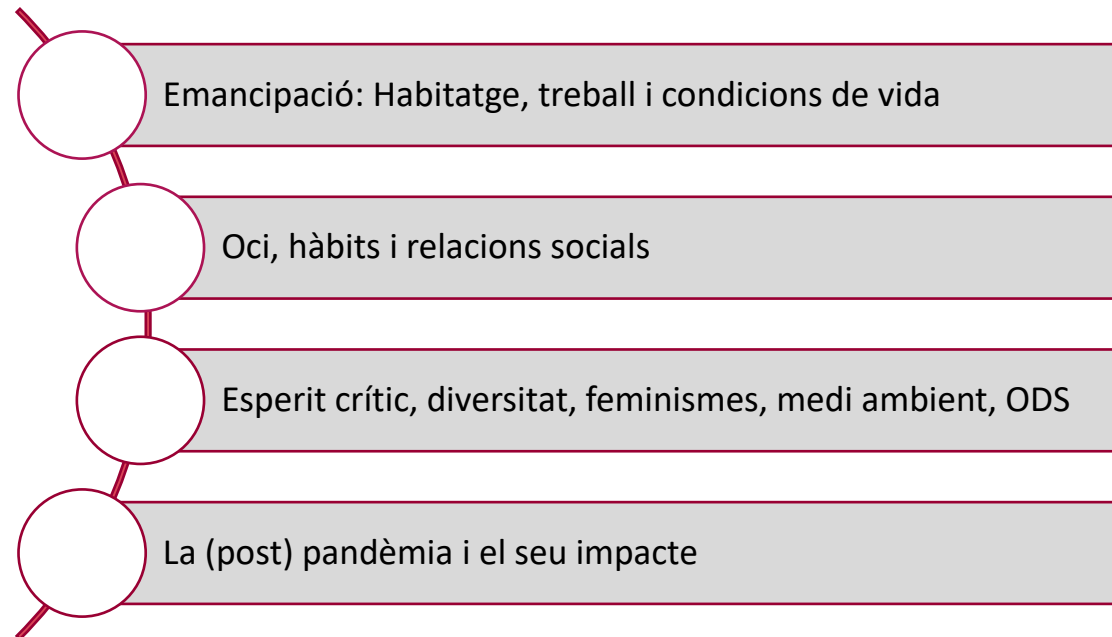 Emancipació: Habitatge, treball i condicions de vida
Oci, hàbits i relacions socials
Esperit crític, diversitat, feminismes, medi ambient, ODS
La (post) pandèmia i el seu impacte